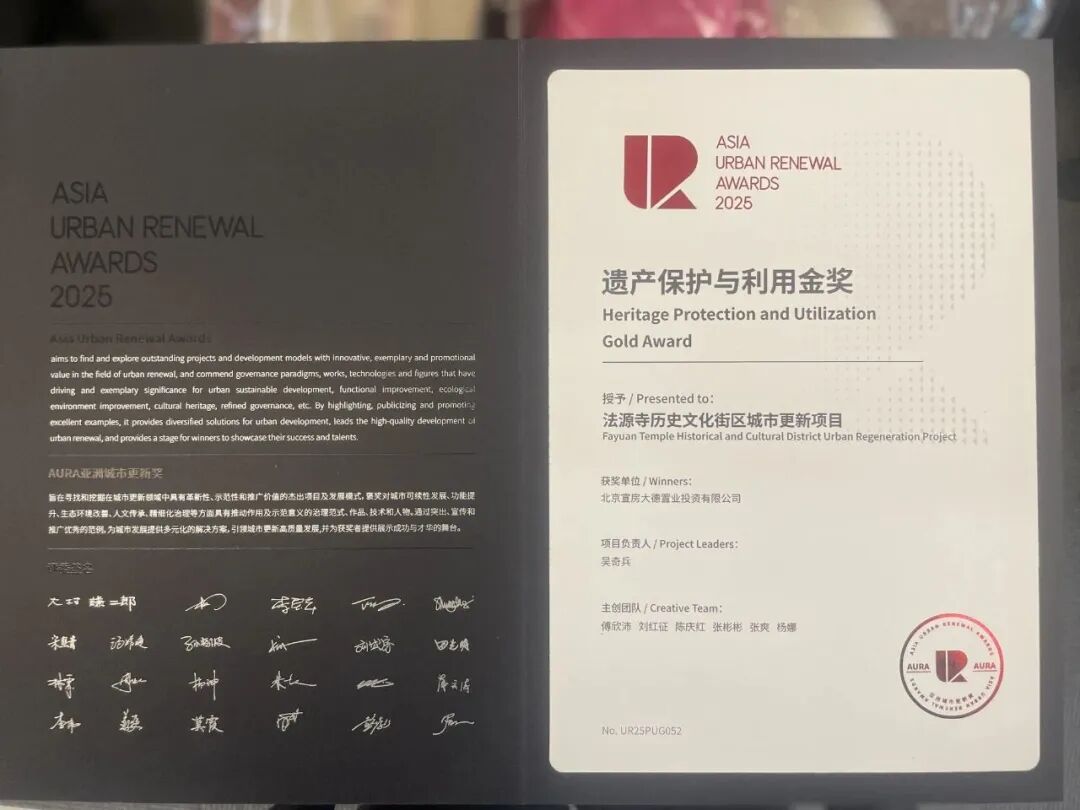 ASIA
URBAN RENEWAL
AWARDS
2025
Asia Urban Renewal Awards
aims to find and explore outstanding projects and development models with innovative, exemplary and promotional
value in the field of urban renewal, and commend governance paradigms, works, technologies and figures that have
driving and exemplary significance for urban sustainable development, functional improvement, ecological
environment improvement, cultural heritage, refined governance, etc. By highlighting, publicizing and promoting
excellent examples, it provides diversified solutions for urban development, leads the high-quality development of
urban renewal, and provides a stage for winners to showcase their success and talents.
AURA亚洲城市更新奖
旨在寻找和挖掘在城市更新领域中具有革新性、示范性和推广价值的杰出项目及发展模式，褒奖对城市可续性发展、功能提
升、生态环境改善、人文传承、精细化治理等方面具有推动作用及示范意义的治理范式、作品、技术和人物。通过突出、宣传和
推广优秀的范例，为城市发展提供多元化的解决方案，引领城市更新高质量发展，并为获奖者提供展示成功与才华的舞台。
ASIA
URBAN RENEWAL
AWARDS
2025
遗产保护与利用金奖
Heritage Protection and Utilization
Gold Award
授予 / Presented to:
法源寺历史文化街区城市更新项目
Fayuan Temple Historical and Cultural District Urban Regeneration Project
获奖单位 / Winners:
北京宣房大德置业投资有限公司
项目负责人 / Project Leaders:
吴奇兵
主创团队 / Creative Team:
傅欣沛 刘红征 陈庆红 张彬彬 张爽 杨娜
ASIA URBAN RENEWAL AWARDS
AURA
AURA
亚洲城市更新奖
ASIA URBAN RENEWAL AWARDS
No. UR25PUG052